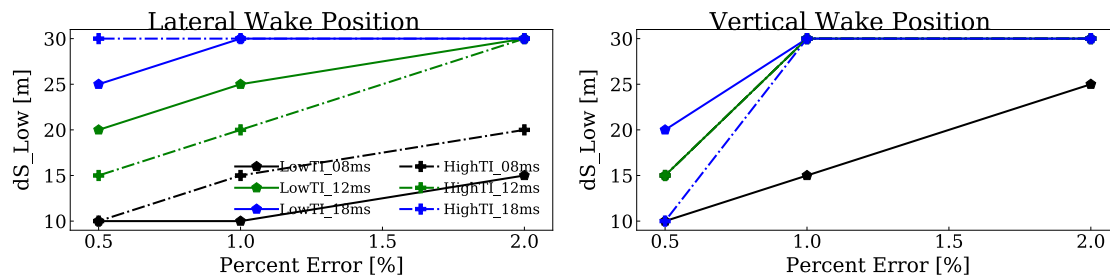 Lateral Wake Position
dS_Low [m]
30
25
20
15
10
LowTI_08ms
HighTI_08ms
LowTI_12ms
HighTI_12ms
LowTI_18ms
HighTI_18ms
0.5 1.0 1.5 2.0
Percent Error [%]
Vertical Wake Position
dS_Low [m]
30
25
20
15
10
0.5 1.0 1.5 2.0
Percent Error [%]